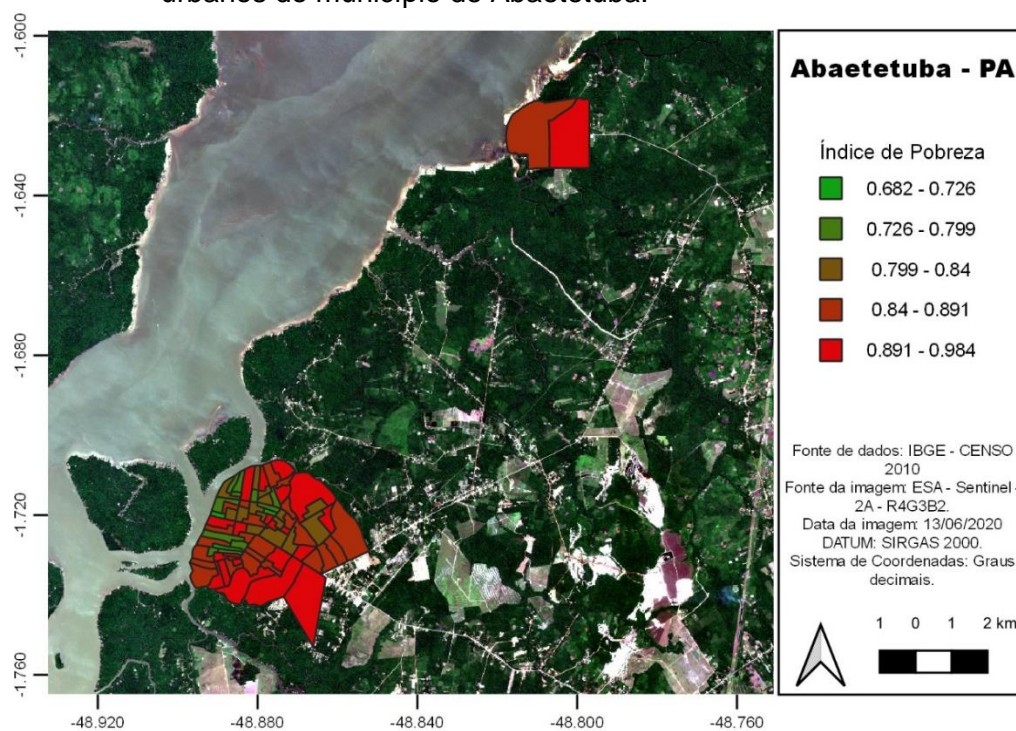 urbanos do município de Abaetetuba.
Abaetetuba - PA
Índice de Pobreza
0.682 - 0.726
0.726 - 0.799
0.799 - 0.84
0.84 - 0.891
0.891 - 0.984
Fonte de dados: IBGE - CENSO
2010
Fonte da imagem: ESA - Sentinel -
2A - R4G3B2.
Data da imagem: 13/06/2020
DATUM: SIRGAS 2000.
Sistema de Coordenadas: Graus
decimais.
1 0 1 2 km
-1.600
-1.640
-1.680
-1.720
-1.760
-48.920 -48.880 -48.840 -48.800 -48.760